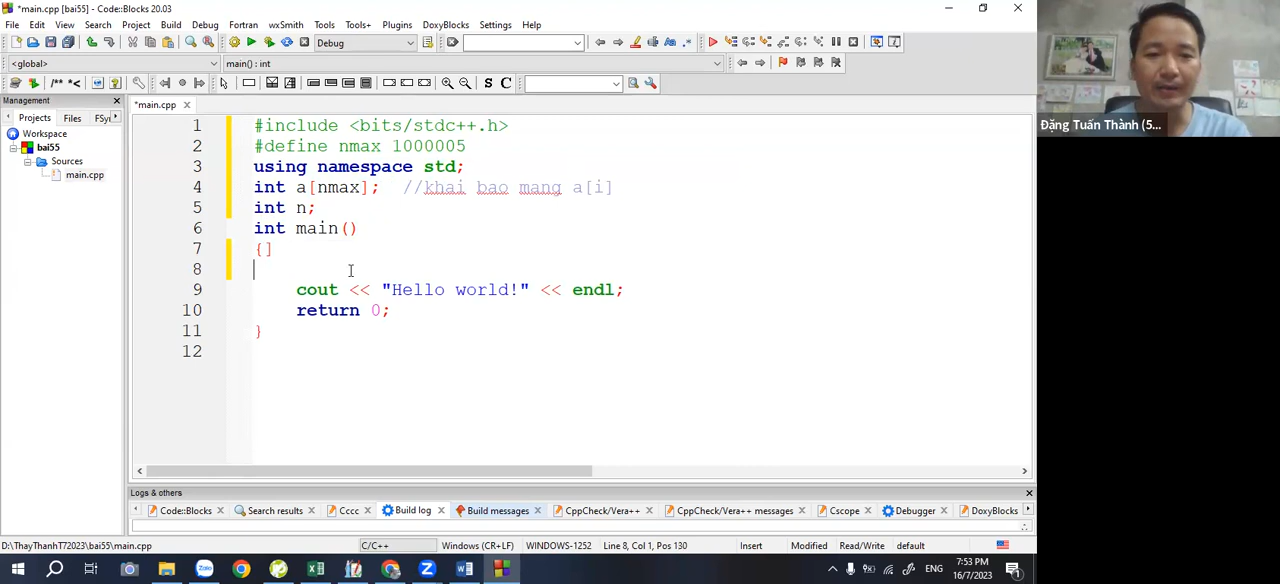 *main.cpp [bai55] - Code::Blocks 20.03
File Edit View Search Project Build Debug Fortran wxSmith Tools Tools+ Plugins DoxyBlocks Settings Help
Debug
<global> main() : int
/** *< S C
Management
Projects Files FSy
Workspace
bai55
Sources
main.cpp
*main.cpp
1 #include <bits/stdc++.h>
2 #define nmax 1000005
3 using namespace std;
4 int a[nmax]; //khai bao mang a[i]
5 int n;
6 int main()
7 {]
8
9 cout << "Hello world!" << endl;
10 return 0;
11 }
12
Đặng Tuấn Thành (5...
Logs & others
Code::Blocks Search results Cccc Build log Build messages CppCheck/Vera++ CppCheck/Vera++ messages Cscope Debugger DoxyBlocks
D:\ThayThanhT72023\bai55\main.cpp C/C++ Windows (CR+LF) WINDOWS-1252 Line 8, Col 1, Pos 130 Insert Modified Read/Write default
ENG 7:53 PM
16/7/2023